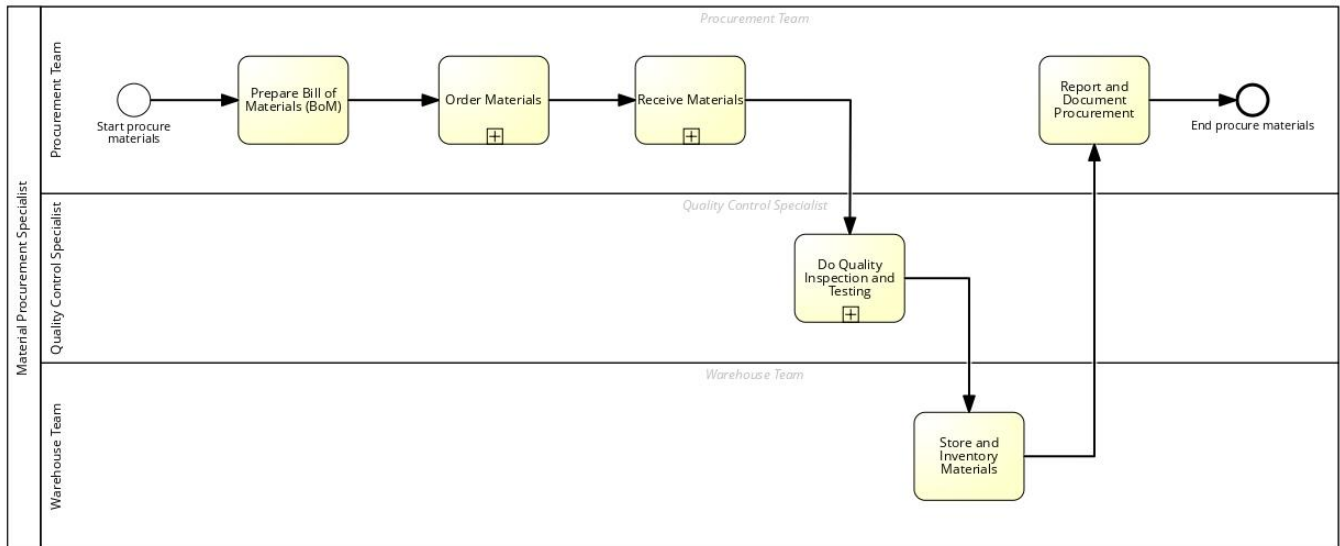 Material Procurement Specialist
Procurement Team
Procurement Team
Start procure
materials
Prepare Bill of
Materials (BoM)
Order Materials
Receive Materials
Report and
Document
Procurement
End procure materials
Quality Control Specialist
Quality Control Specialist
Do Quality
Inspection and
Testing
Warehouse Team
Warehouse Team
Store and
Inventory
Materials